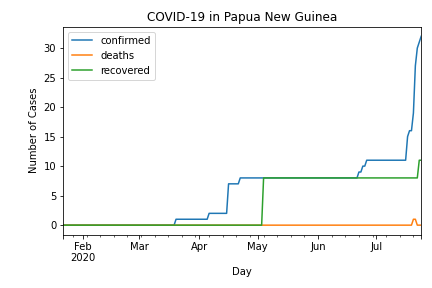 COVID-19 in Papua New Guinea
confirmed
deaths
recovered
Number of Cases
30
25
20
15
10
5
0
Feb
2020
Mar
Apr
May
Jun
Jul
Day